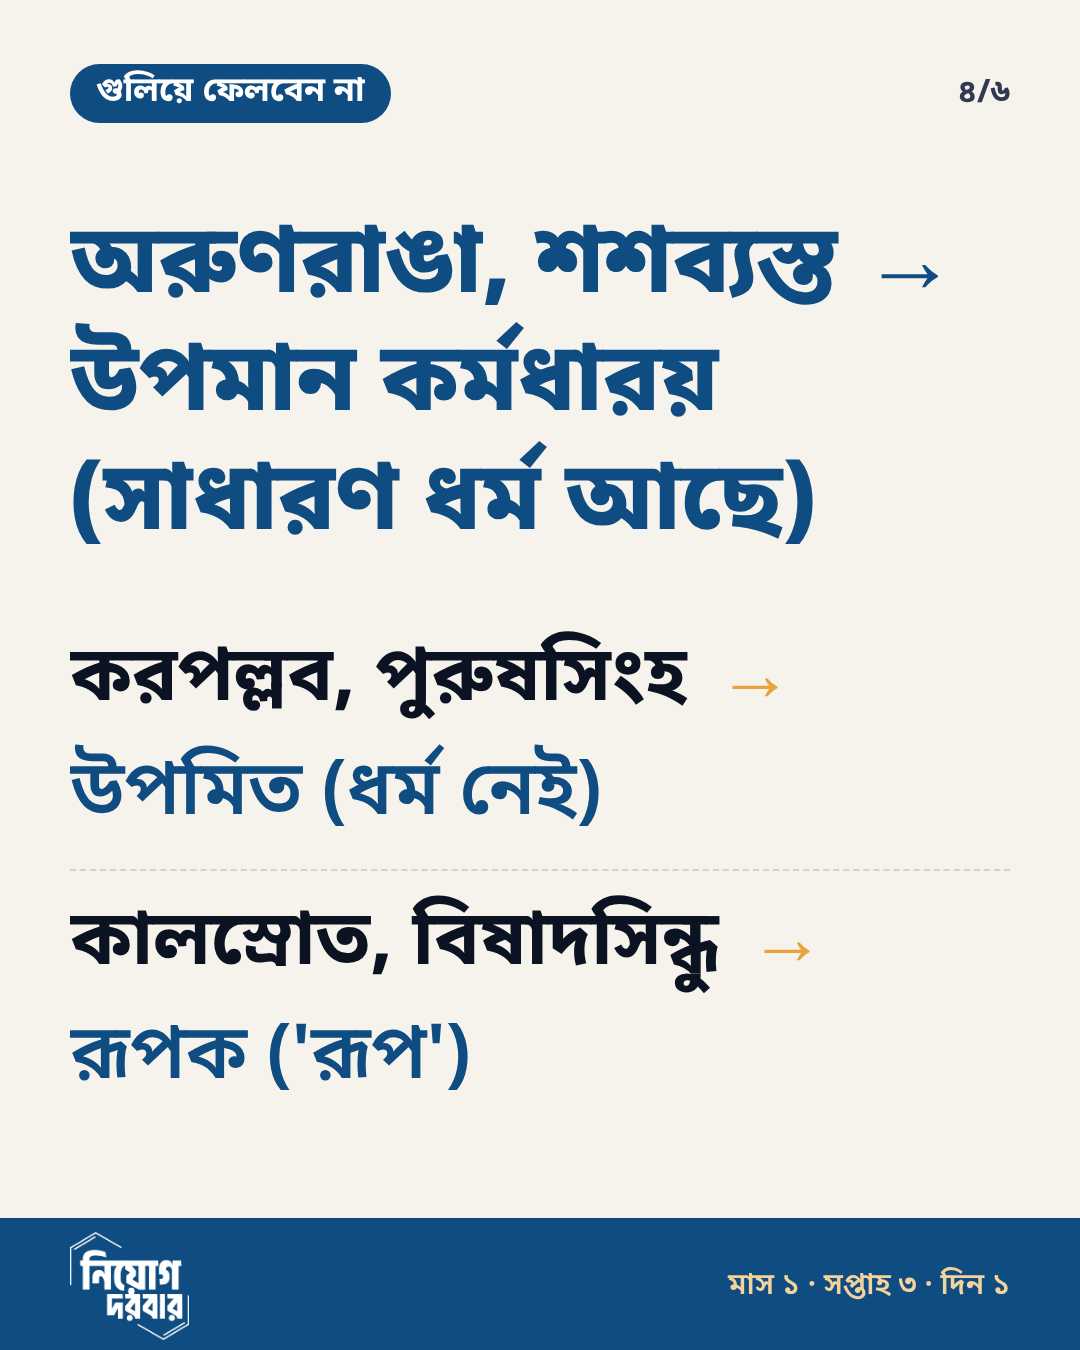 গুলিয়ে ফেলবেন না
৪/৬
অরুণরাঙা, শশব্যস্ত →
উপমান কর্মধারয়
(সাধারণ ধর্ম আছে)
করপল্লব, পুরুষসিংহ →
উপমিত (ধর্ম নেই)
কালস্রোত, বিষাদসিন্ধু →
রূপক ('রূপ')
নিয়োগ
দরবার
মাস ১ · সপ্তাহ ৩ · দিন ১